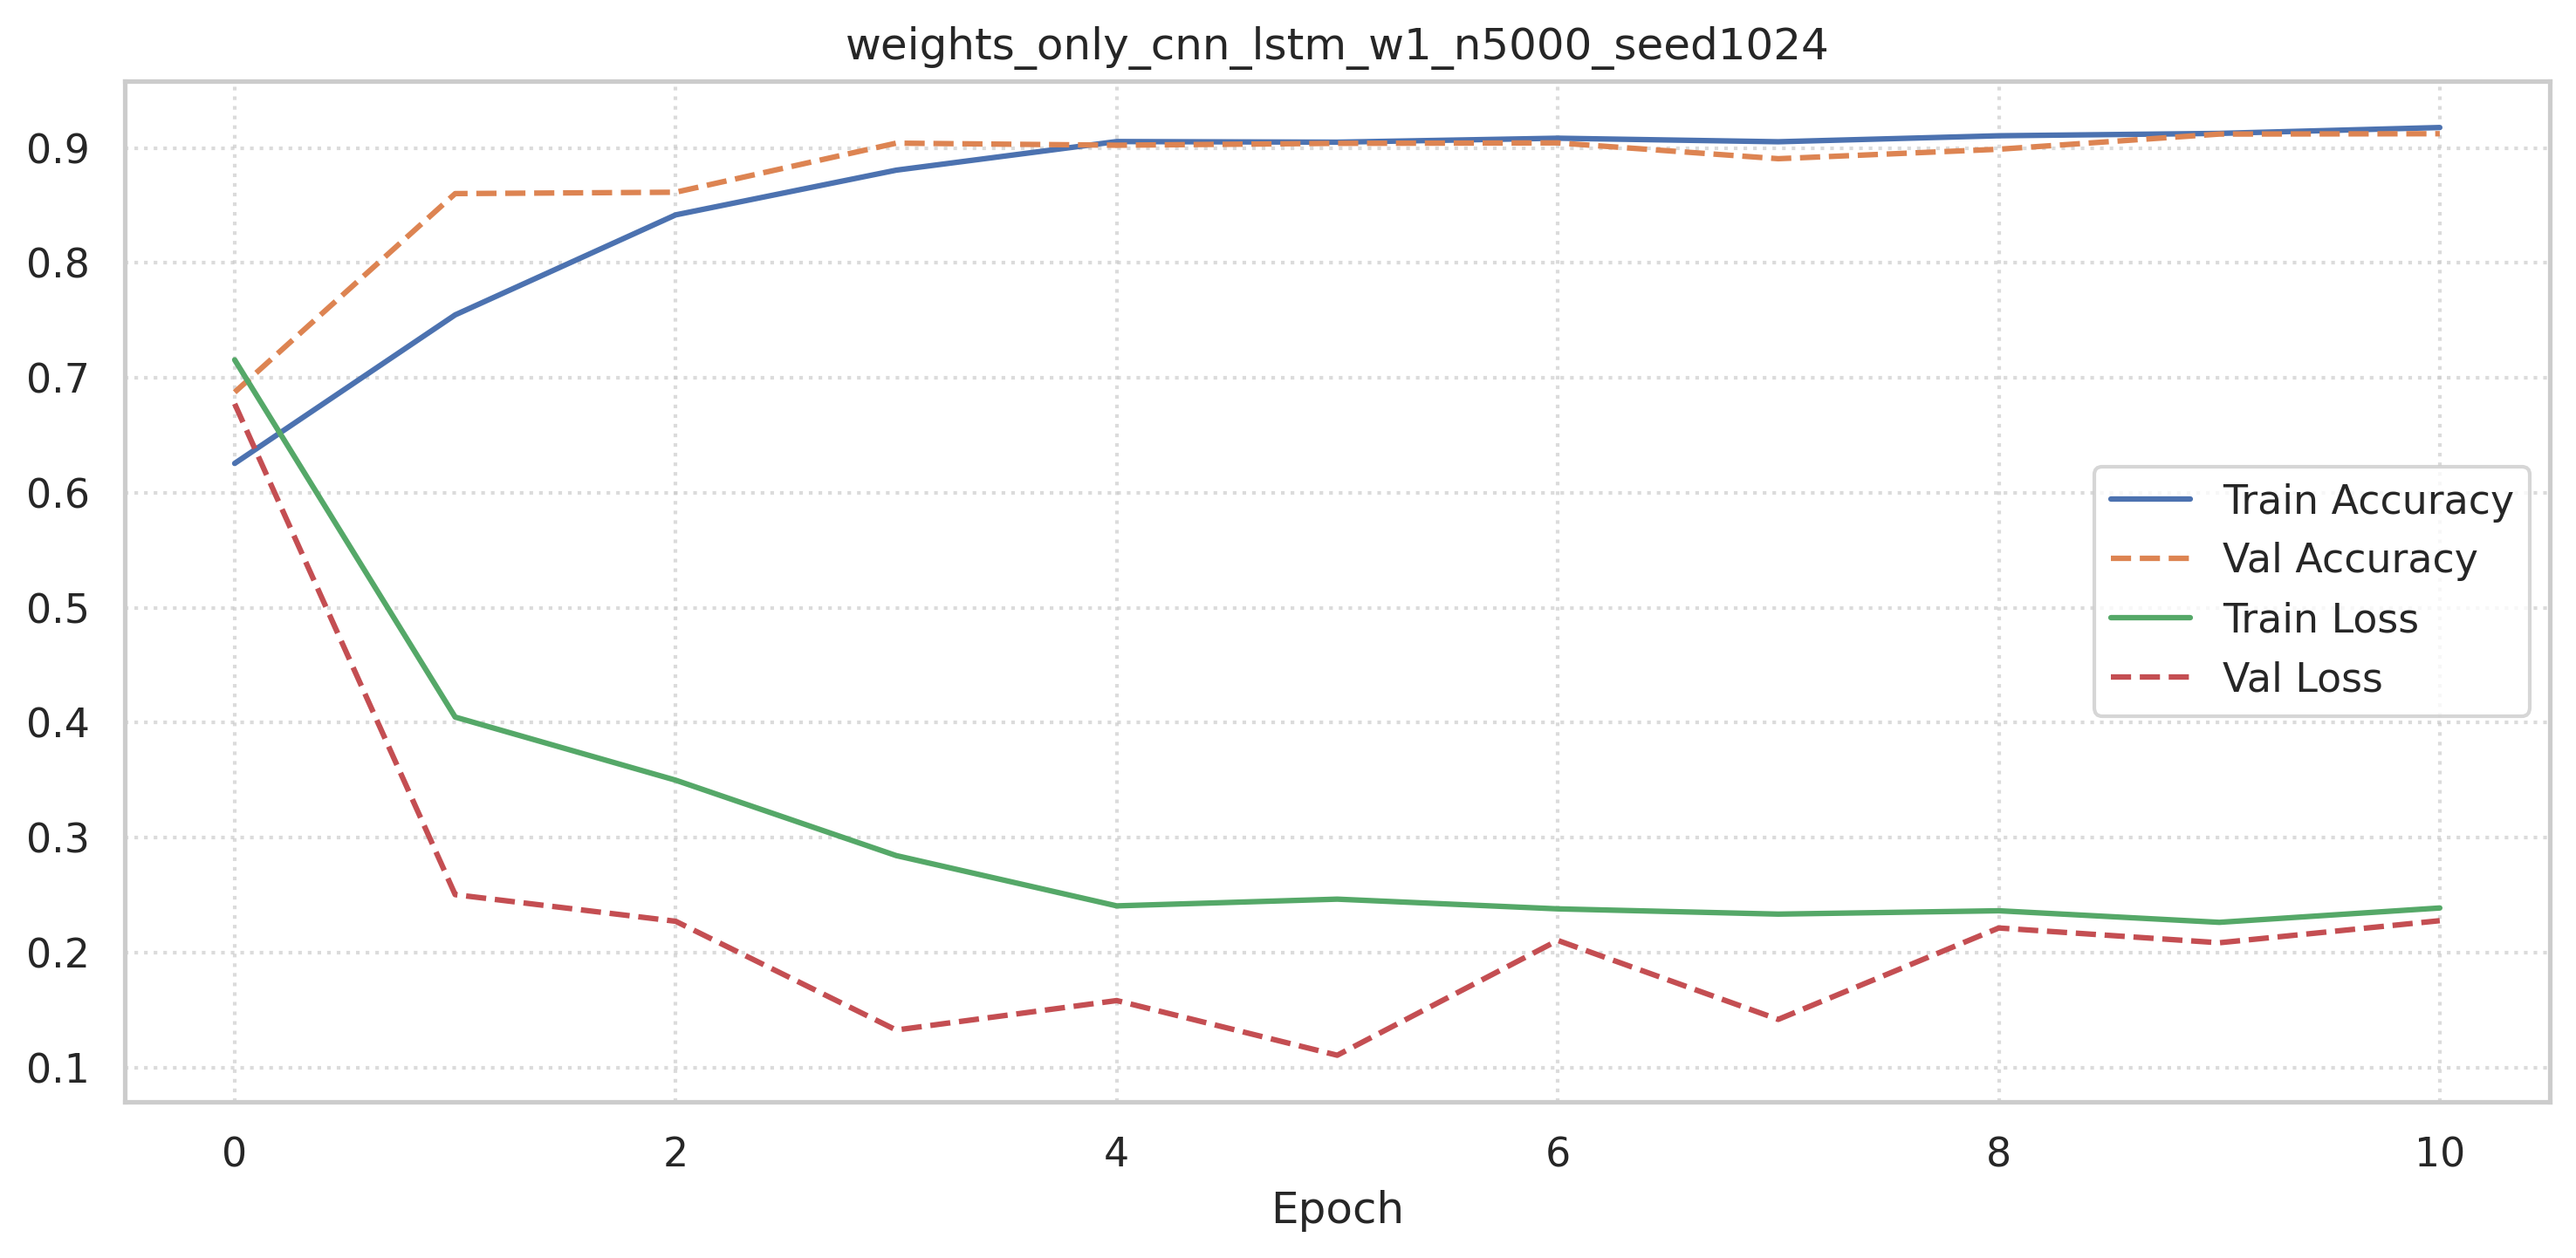 weights_only_cnn_lstm_w1_n5000_seed1024
0.9
0.8
0.7
0.6
0.5
0.4
0.3
0.2
0.1
Train Accuracy
Val Accuracy
Train Loss
Val Loss
0 2 4 6 8 10
Epoch